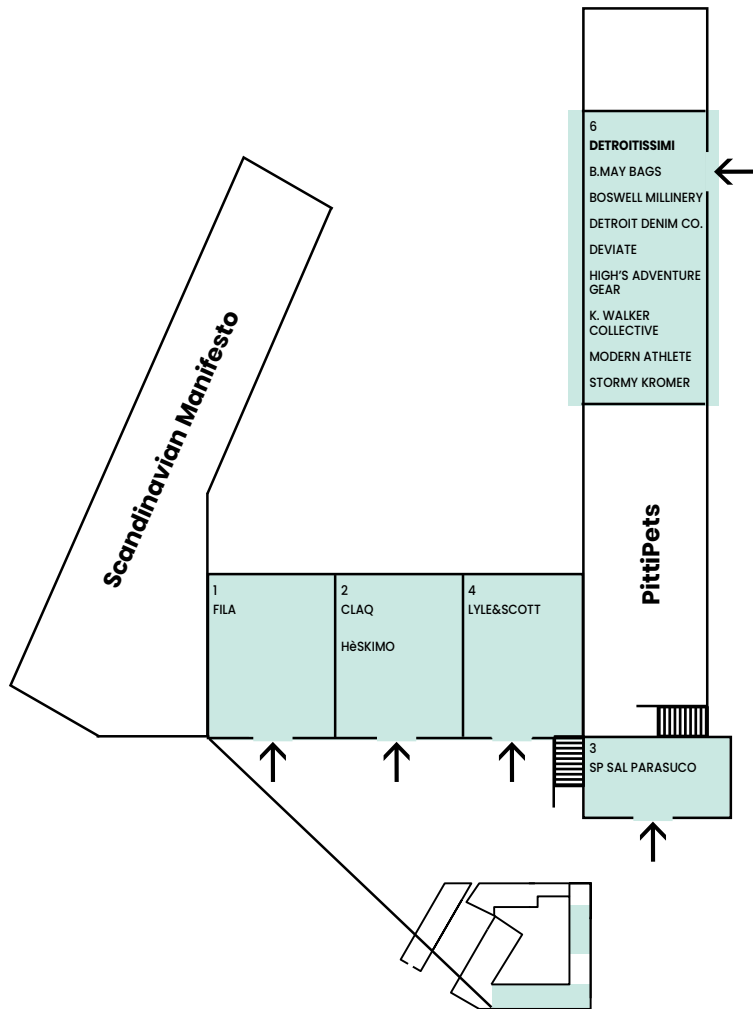 6
DETROITISSIMI
B.MAY BAGS
BOSWELL MILLINERY
DETROIT DENIM CO.
DEVIATE
HIGH'S ADVENTURE
GEAR
K. WALKER
COLLECTIVE
MODERN ATHLETE
STORMY KROMER
Scandinavian Manifesto
PittiPets
1
FILA
2
CLAQ
HèSKIMO
4
LYLE&SCOTT
3
SP SAL PARASUCO